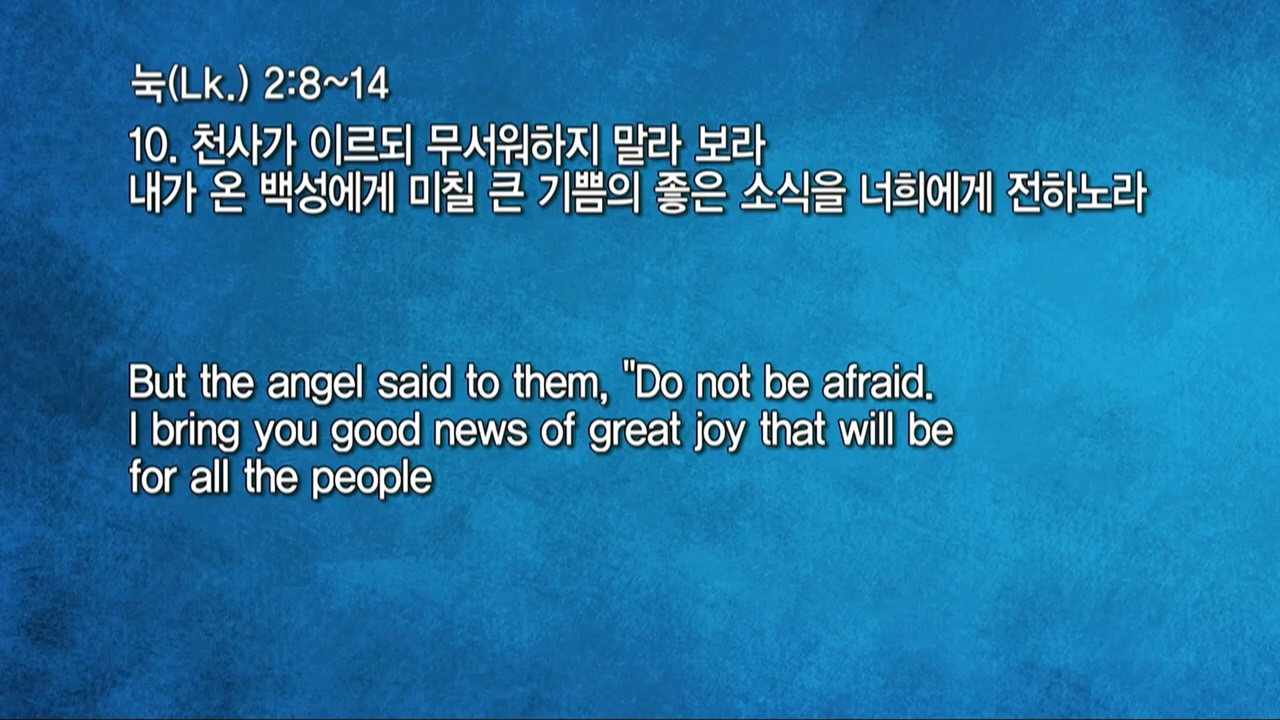 눅(Lk.) 2:8~14
10. 천사가 이르되 무서워하지 말라 보라
내가 온 백성에게 미칠 큰 기쁨의 좋은 소식을 너희에게 전하노라
But the angel said to them, "Do not be afraid.
I bring you good news of great joy that will be
for all the people